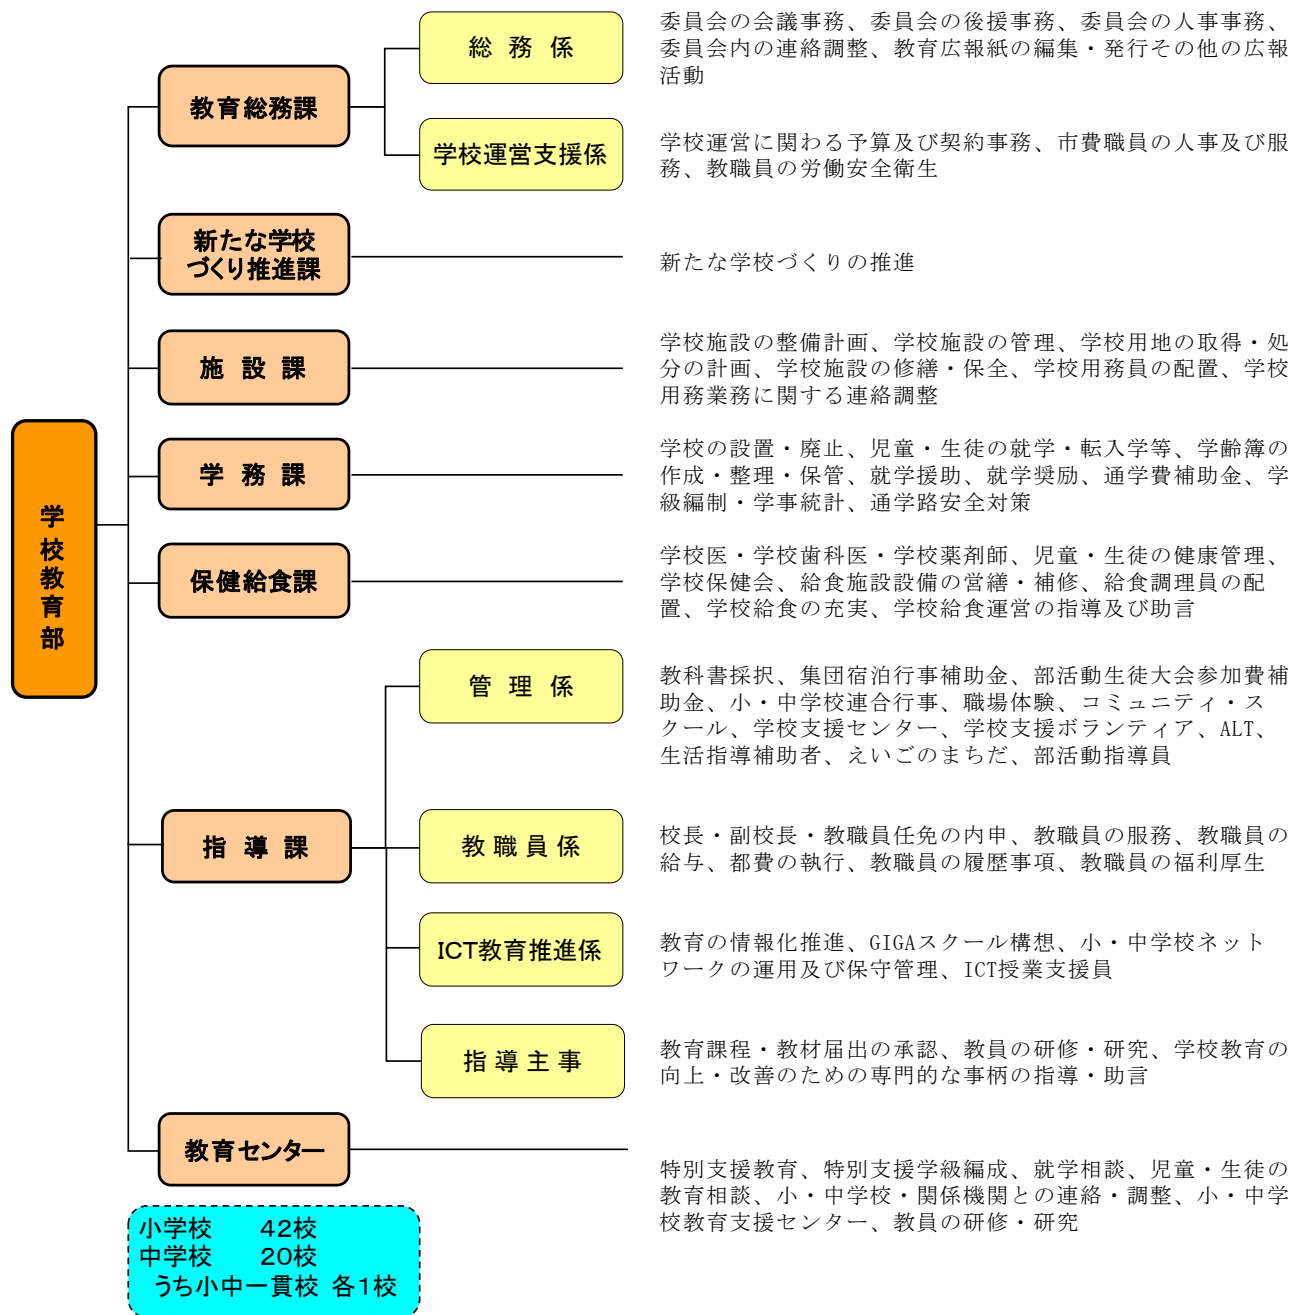 学校教育部
教育総務課
総務係
委員会の会議事務、委員会の後援事務、委員会の人事事務、
委員会内の連絡調整、教育広報紙の編集・発行その他の広報
活動
学校運営支援係
学校運営に関わる予算及び契約事務、市費職員の人事及び服
務、教職員の労働安全衛生
新たな学校
づくり推進課
新たな学校づくりの推進
施設課
学校施設の整備計画、学校施設の管理、学校用地の取得・処
分の計画、学校施設の修繕・保全、学校用務員の配置、学校
用務業務に関する連絡調整
学務課
学校の設置・廃止、児童・生徒の就学・転入学等、学齢簿の
作成・整理・保管、就学援助、就学奨励、通学費補助金、学
級編制・学事統計、通学路安全対策
保健給食課
学校医・学校歯科医・学校薬剤師、児童・生徒の健康管理、
学校保健会、給食施設設備の営繕・補修、給食調理員の配
置、学校給食の充実、学校給食運営の指導及び助言
指導課
管理係
教科書採択、集団宿泊行事補助金、部活動生徒大会参加費補
助金、小・中学校連合行事、職場体験、コミュニティ・ス
クール、学校支援センター、学校支援ボランティア、ALT、
生活指導補助者、えいごのまちだ、部活動指導員
教職員係
校長・副校長・教職員任免の内申、教職員の服務、教職員の
給与、都費の執行、教職員の履歴事項、教職員の福利厚生
ICT教育推進係
教育の情報化推進、GIGAスクール構想、小・中学校ネット
ワークの運用及び保守管理、ICT授業支援員
指導主事
教育課程・教材届出の承認、教員の研修・研究、学校教育の
向上・改善のための専門的な事柄の指導・助言
教育センター
特別支援教育、特別支援学級編成、就学相談、児童・生徒の
教育相談、小・中学校・関係機関との連絡・調整、小・中学
校教育支援センター、教員の研修・研究
小学校　42校
中学校　20校
うち小中一貫校 各1校